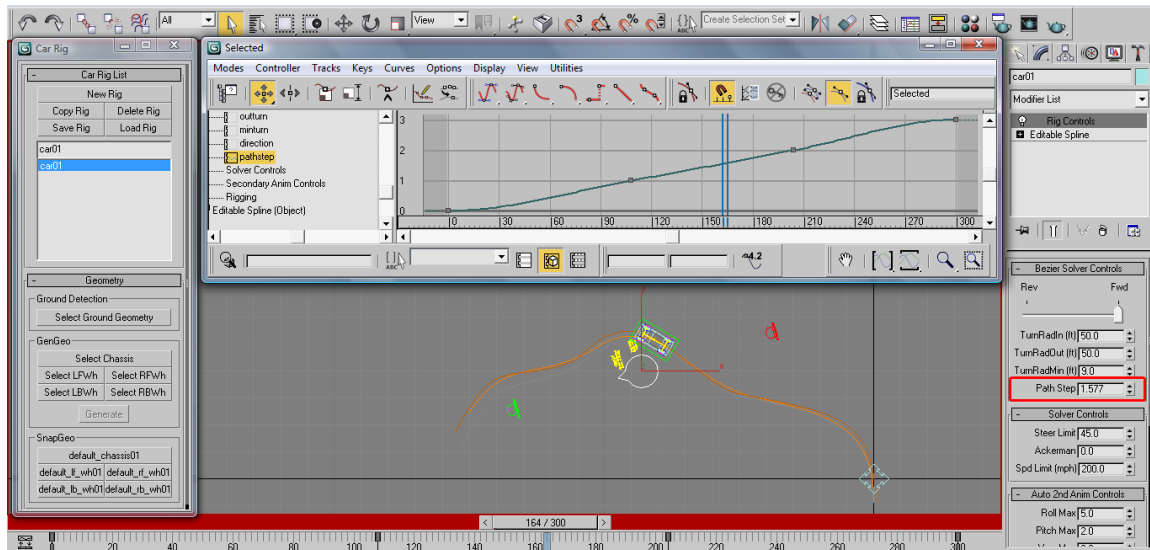 All
View
Create Selection Set
Car Rig
Car Rig List
New Rig
Copy Rig
Delete Rig
Save Rig
Load Rig
car01
car01
Geometry
Ground Detection
Select Ground Geometry
GenGeo
Select Chassis
Select LFWh
Select RFWh
Select LBWh
Select RBWh
Generate
SnapGeo
default_chassis01
default_lf_wh01
default_rf_wh01
default_lb_wh01
default_rb_wh01
Selected
Modes
Controller
Tracks
Keys
Curves
Options
Display
View
Utilities
Selected
outturn
minturn
direction
pathstep
Solver Controls
Secondary Anim Controls
Rigging
Editable Spline (Object)
3
2
1
0
0
30
60
90
120
150
180
210
240
270
300
ABC
4.2
x
car01
Modifier List
Rig Controls
Editable Spline
Bezier Solver Controls
Rev
Fwd
TurnRadIn (ft)
50.0
TurnRadOut (ft)
50.0
TurnRadMin (ft)
9.0
Path Step
1.577
Solver Controls
Steer Limit
45.0
Ackerman
0.0
Spd Limit (mph)
200.0
Auto 2nd Anim Controls
Roll Max
5.0
Pitch Max
2.0
164 / 300
0
20
40
60
80
100
120
140
160
180
200
220
240
260
280
300